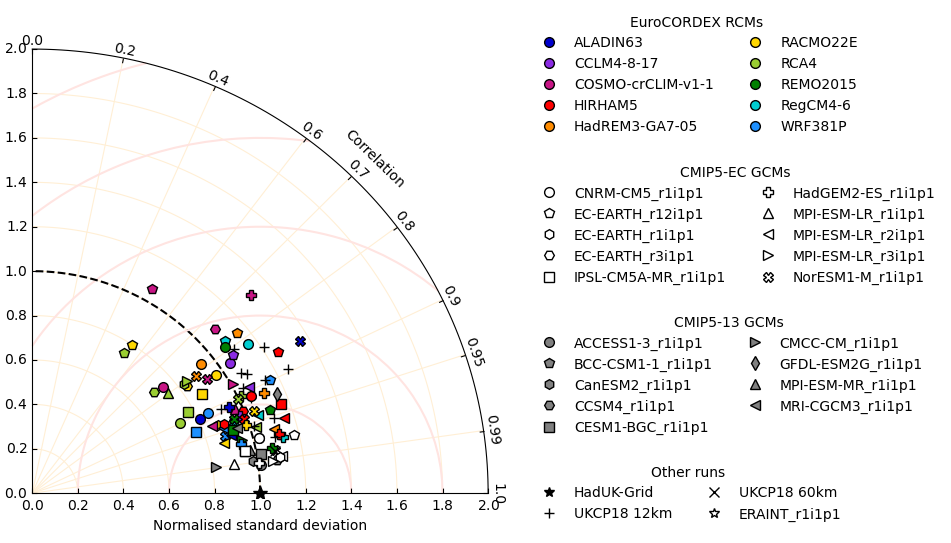 EuroCORDEX RCMs
ALADIN63 RACMO22E
CCLM4-8-17 RCA4
COSMO-crCLIM-v1-1 REMO2015
HIRHAM5 RegCM4-6
HadREM3-GA7-05 WRF381P
CMIP5-EC GCMs
CNRM-CM5_r1i1p1 HadGEM2-ES_r1i1p1
EC-EARTH_r12i1p1 MPI-ESM-LR_r1i1p1
EC-EARTH_r1i1p1 MPI-ESM-LR_r2i1p1
EC-EARTH_r3i1p1 MPI-ESM-LR_r3i1p1
IPSL-CM5A-MR_r1i1p1 NorESM1-M_r1i1p1
CMIP5-13 GCMs
ACCESS1-3_r1i1p1 CMCC-CM_r1i1p1
BCC-CSM1-1_r1i1p1 GFDL-ESM2G_r1i1p1
CanESM2_r1i1p1 MPI-ESM-MR_r1i1p1
CCSM4_r1i1p1 MRI-CGCM3_r1i1p1
CESM1-BGC_r1i1p1
Other runs
HadUK-Grid UKCP18 60km
UKCP18 12km ERAINT_r1i1p1
0.0
0.2
0.4
0.6
Correlation
0.7
0.8
0.9
0.95
0.99
1.0
2.0
1.8
1.6
1.4
1.2
1.0
0.8
0.6
0.4
0.2
0.0
0.0 0.2 0.4 0.6 0.8 1.0 1.2 1.4 1.6 1.8 2.0
Normalised standard deviation